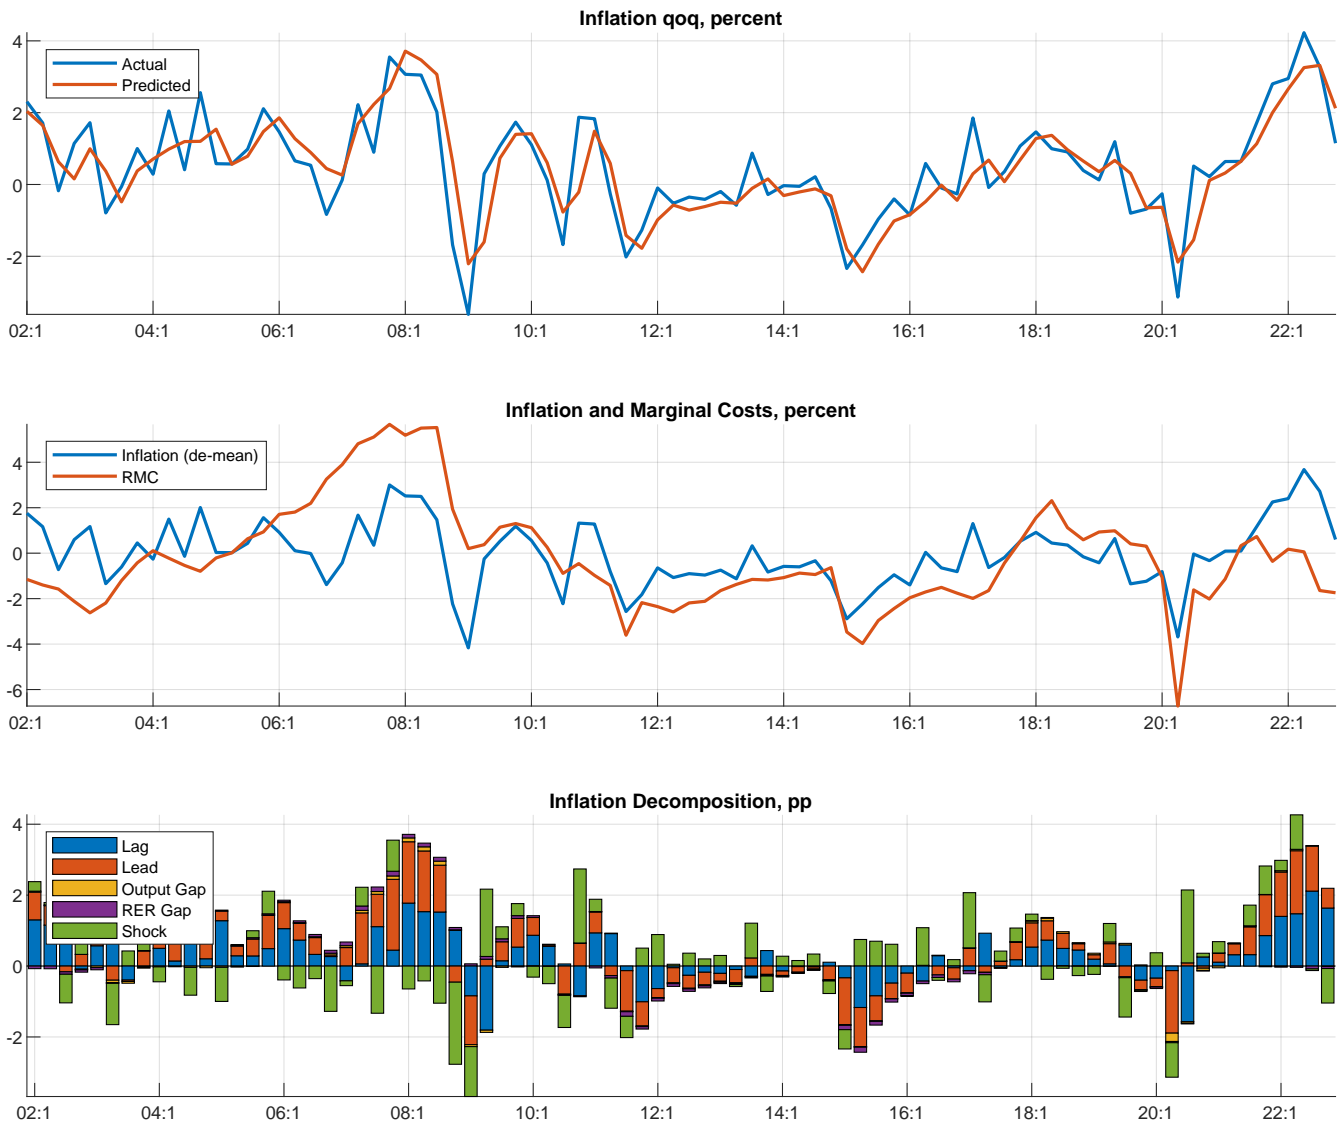 Inflation qoq, percent
4
2
0
-2
Actual
Predicted
02:1 04:1 06:1 08:1 10:1 12:1 14:1 16:1 18:1 20:1 22:1
Inflation and Marginal Costs, percent
4
2
0
-2
-4
-6
Inflation (de-mean)
RMC
02:1 04:1 06:1 08:1 10:1 12:1 14:1 16:1 18:1 20:1 22:1
Inflation Decomposition, pp
4
2
0
-2
Lag
Lead
Output Gap
RER Gap
Shock
02:1 04:1 06:1 08:1 10:1 12:1 14:1 16:1 18:1 20:1 22:1